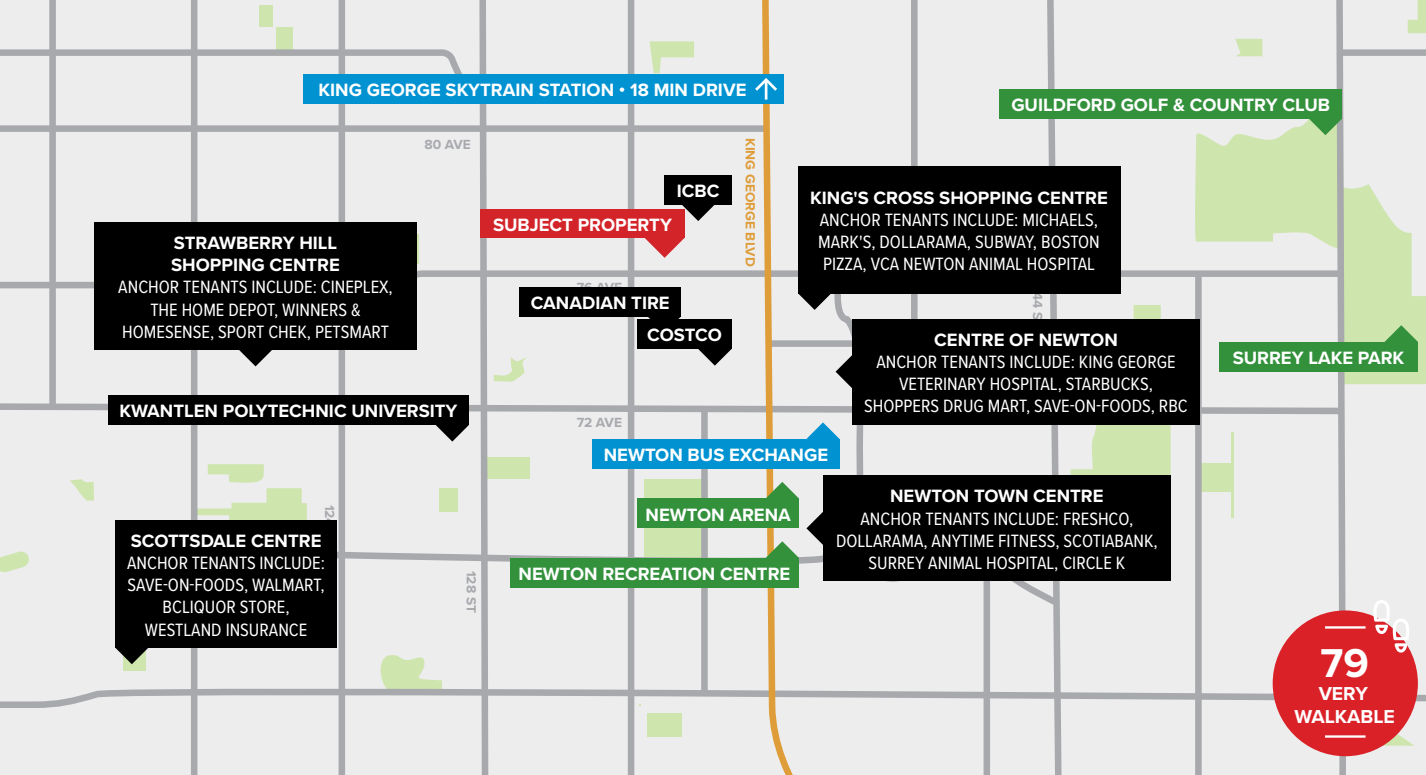 KING GEORGE SKYTRAIN STATION • 18 MIN DRIVE
GUILDFORD GOLF & COUNTRY CLUB
80 AVE
KING GEORGE BLVD
ICBC
SUBJECT PROPERTY
KING'S CROSS SHOPPING CENTRE
ANCHOR TENANTS INCLUDE: MICHAELS,
MARK'S, DOLLARAMA, SUBWAY, BOSTON
PIZZA, VCA NEWTON ANIMAL HOSPITAL
STRAWBERRY HILL
SHOPPING CENTRE
ANCHOR TENANTS INCLUDE: CINEPLEX,
THE HOME DEPOT, WINNERS &
HOMESENSE, SPORT CHEK, PETSMART
CANADIAN TIRE
COSTCO
CENTRE OF NEWTON
ANCHOR TENANTS INCLUDE: KING GEORGE
VETERINARY HOSPITAL, STARBUCKS,
SHOPPERS DRUG MART, SAVE-ON-FOODS, RBC
SURREY LAKE PARK
KWANTLEN POLYTECHNIC UNIVERSITY
72 AVE
NEWTON BUS EXCHANGE
NEWTON ARENA
NEWTON TOWN CENTRE
ANCHOR TENANTS INCLUDE: FRESHCO,
DOLLARAMA, ANYTIME FITNESS, SCOTIABANK,
SURREY ANIMAL HOSPITAL, CIRCLE K
SCOTTSDALE CENTRE
ANCHOR TENANTS INCLUDE:
SAVE-ON-FOODS, WALMART,
BCLIQUOR STORE,
WESTLAND INSURANCE
NEWTON RECREATION CENTRE
128 ST
79
VERY
WALKABLE